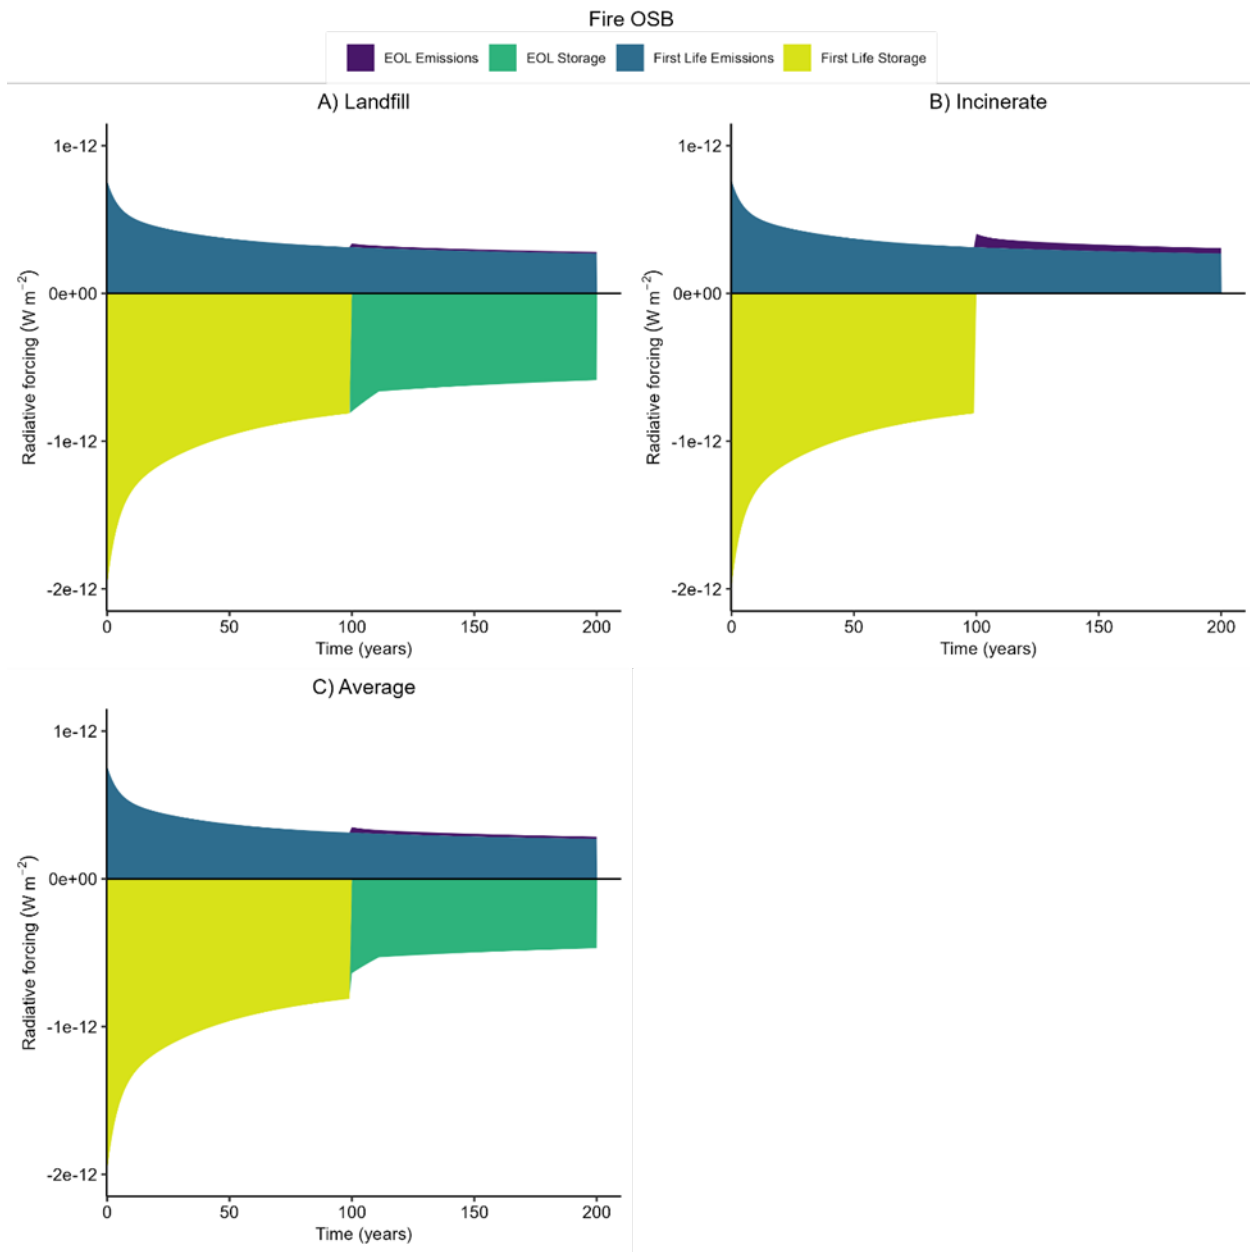 Fire OSB
EOL Emissions EOL Storage First Life Emissions First Life Storage
A) Landfill
1e-12
0e+00
-1e-12
-2e-12
Radiative forcing (W m⁻²)
0 50 100 150 200
Time (years)
B) Incinerate
1e-12
0e+00
-1e-12
-2e-12
Radiative forcing (W m⁻²)
0 50 100 150 200
Time (years)
C) Average
1e-12
0e+00
-1e-12
-2e-12
Radiative forcing (W m⁻²)
0 50 100 150 200
Time (years)